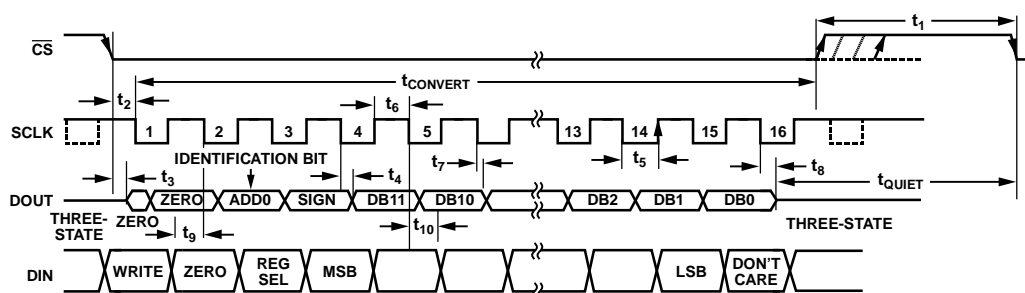 t1
CS
tCONVERT
t2
t6
SCLK
1 2 3 4 5 13 14 15 16
IDENTIFICATION BIT
t7
t5
t8
t3
t4
tQUIET
DOUT
ZERO ADD0 SIGN DB11 DB10 DB2 DB1 DB0
THREE-
STATE
ZERO
THREE-STATE
t9
t10
DIN
WRITE ZERO REG
SEL MSB LSB DON'T
CARE